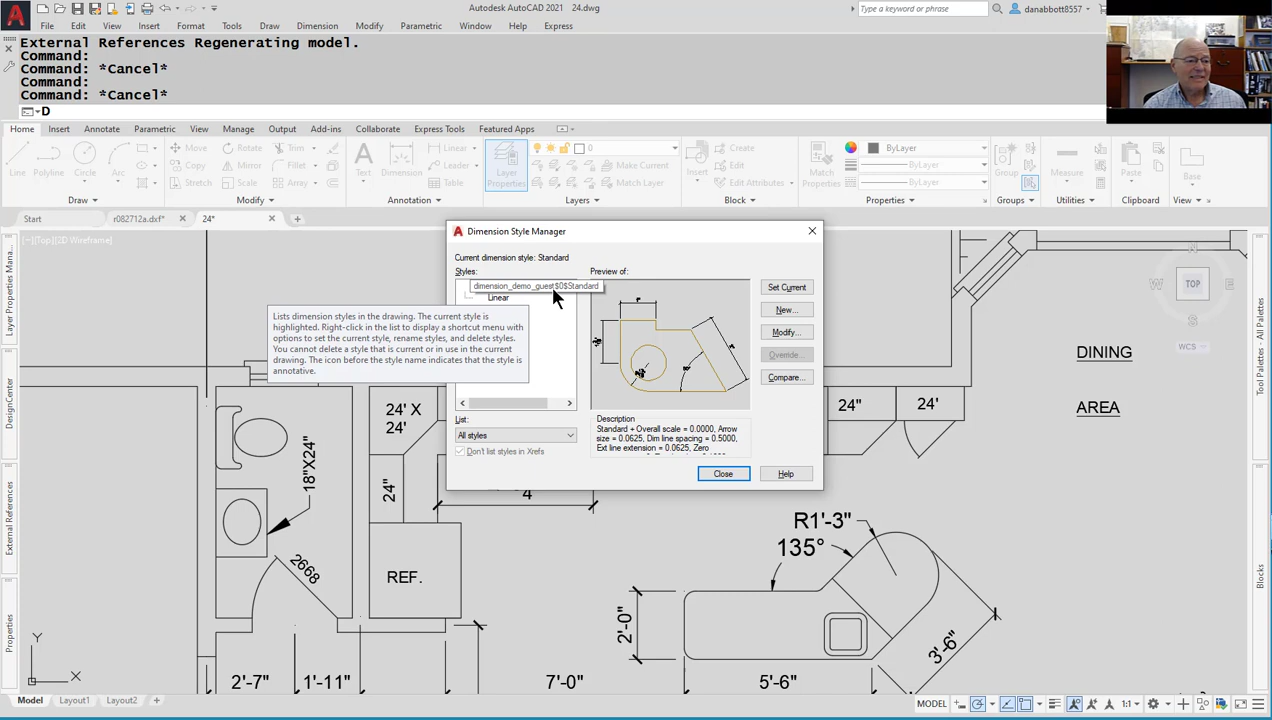 Autodesk AutoCAD 2021 24.dwg
Type a keyword or phrase
danabbott8557
File Edit View Insert Format Tools Draw Dimension Modify Parametric Window Help Express
External References Regenerating model.
Command:
Command: *Cancel*
Command:
Command: *Cancel*
D
Home Insert Annotate Parametric View Manage Output Add-ins Collaborate Express Tools Featured Apps
Move Rotate Trim Linear 0 Create ByLayer
Copy Mirror Fillet Leader Make Current Edit ByLayer
Stretch Scale Array Table Match Layer Edit Attributes ByLayer
Line Polyline Circle Arc Text Dimension Layer Properties Insert Match Properties Group Measure Paste Base
Draw Modify Annotation Layers Block Properties Groups Utilities Clipboard View
Start r082712a.dxf* 24*
[−][Top][2D Wireframe]
Layer Properties Mana...
DesignCenter
External References
Properties
Tool Palettes - All Palettes
Layer States Manager
Blocks
N
W TOP E
S
WCS
Dimension Style Manager
Current dimension style: Standard
Styles:
Preview of:
dimension_demo_guest$0$Standard
Linear
Lists dimension styles in the drawing. The current style is
highlighted. Right-click in the list to display a shortcut menu with
options to set the current style, rename styles, and delete styles.
You cannot delete a style that is current or in use in the current
drawing. The icon before the style name indicates that the style is
annotative.
Set Current
New...
Modify...
Override...
Compare...
List:
All styles
Don't list styles in Xrefs
Description
Standard + Overall scale = 0.0000, Arrow
size = 0.0625, Dim line spacing = 0.5000,
Ext line extension = 0.0625, Zero
Close Help
DINING
AREA
24' X
24'
24"
24"
24'
18"X24"
2668
REF.
4
R1'-3"
135°
2'-0"
3'-6"
2'-7" 1'-11" 7'-0" 5'-6"
Y
X
Model Layout1 Layout2
MODEL 1:1